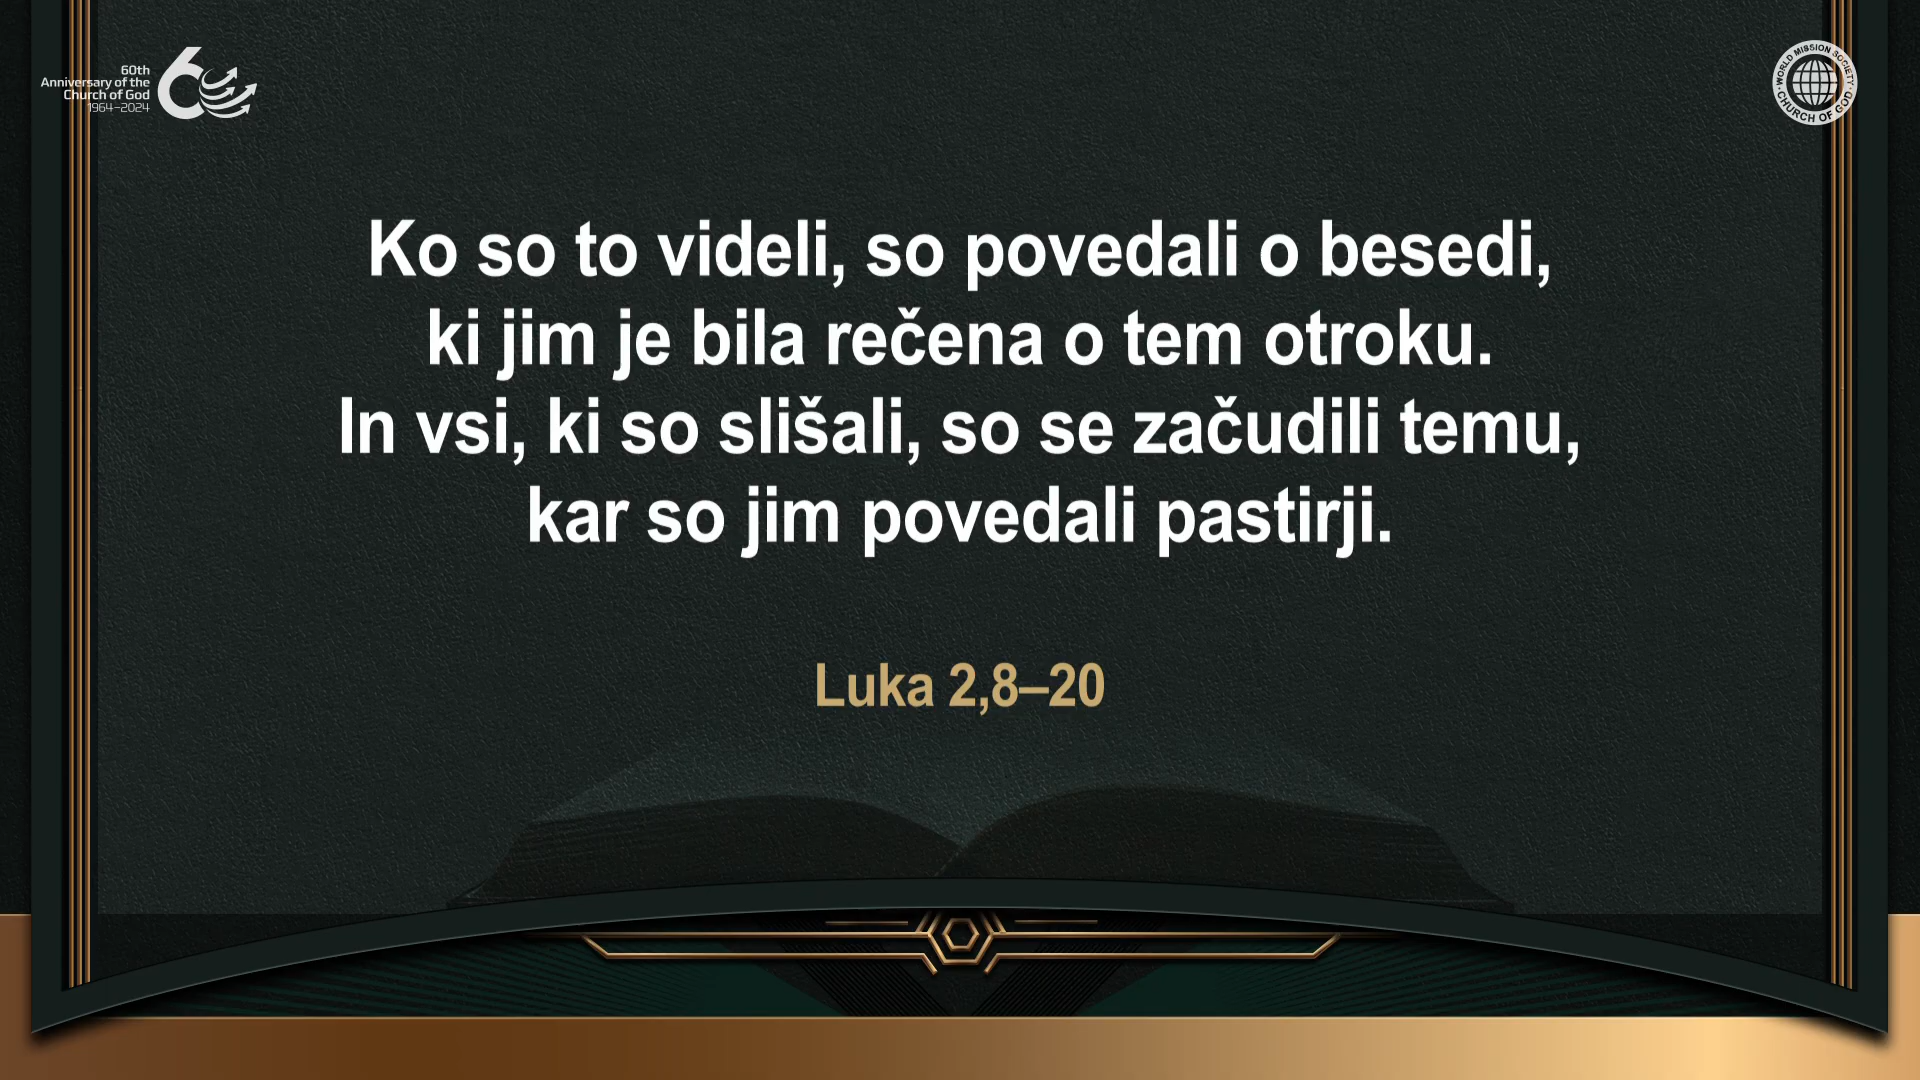 60th
Anniversary of the
Church of God
1964–2024
WORLD MISSION SOCIETY
CHURCH OF GOD
Ko so to videli, so povedali o besedi,
ki jim je bila rečena o tem otroku.
In vsi, ki so slišali, so se začudili temu,
kar so jim povedali pastirji.
Luka 2,8–20